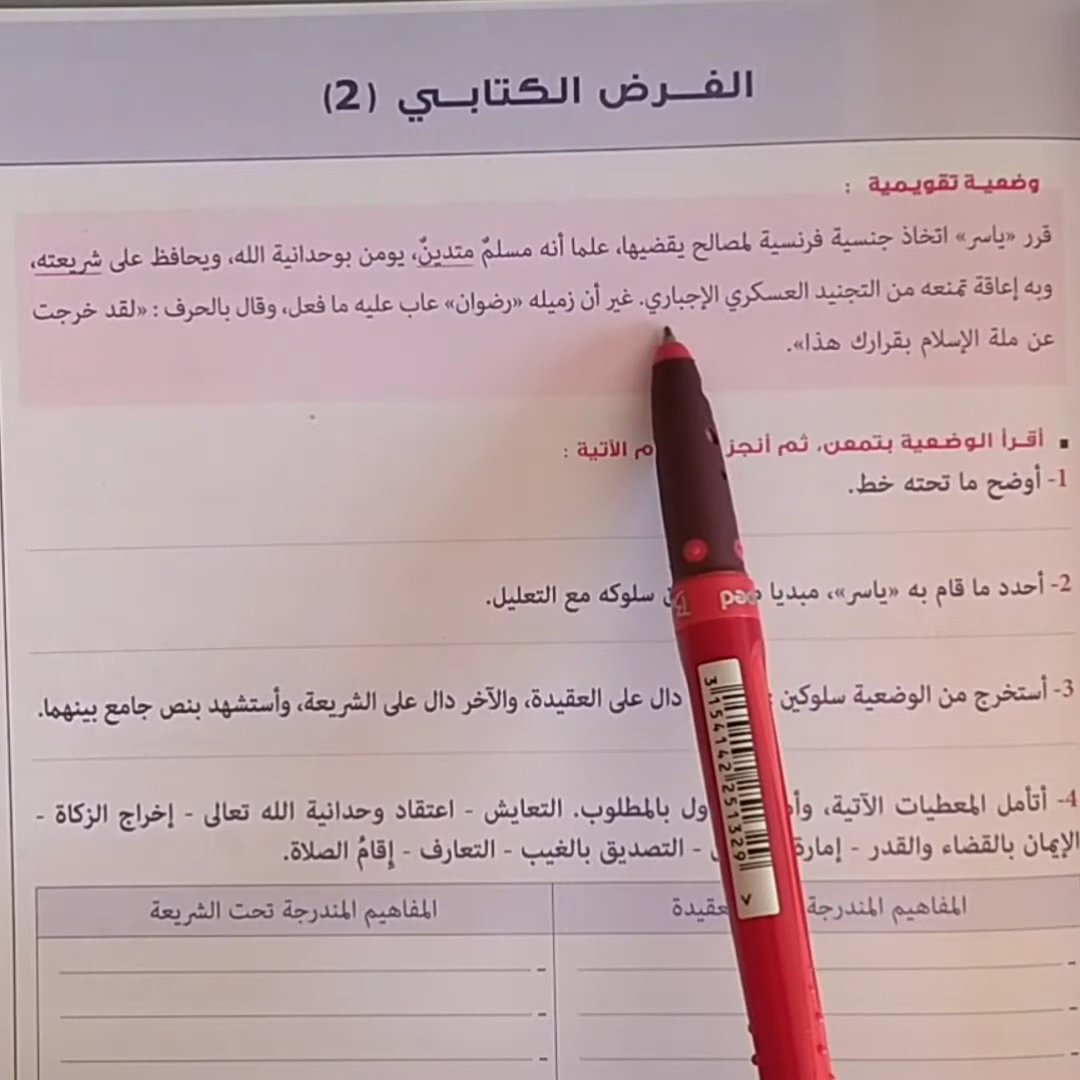 الفرض الكتابي (2)
وضعية تقويمية :
قرر «ياسر» اتخاذ جنسية فرنسية لمصالح يقضيها، علما أنه مسلمٌ متدينٌ، يومن بوحدانية الله، ويحافظ على شريعته،
وبه إعاقة تمنعه من التجنيد العسكري الإجباري. غير أن زميله «رضوان» عاب عليه ما فعل، وقال بالحرف : «لقد خرجت
عن ملة الإسلام بقرارك هذا».
▪ أقرأ الوضعية بتمعن، ثم أنجز الأتية :
1- أوضح ما تحته خط.
2- أحدد ما قام به «ياسر»، مبديا سلوكه مع التعليل.
3- أستخرج من الوضعية سلوكين دال على العقيدة، والآخر دال على الشريعة، وأستشهد بنص جامع بينهما.
4- أتأمل المعطيات الآتية، بالمطلوب. التعايش - اعتقاد وحدانية الله تعالى - إخراج الزكاة -
الإيمان بالقضاء والقدر - إمارة - التصديق بالغيب - التعارف - إقامُ الصلاة.
المفاهيم المندرجة المفاهيم المندرجة تحت الشريعة
3154142251329